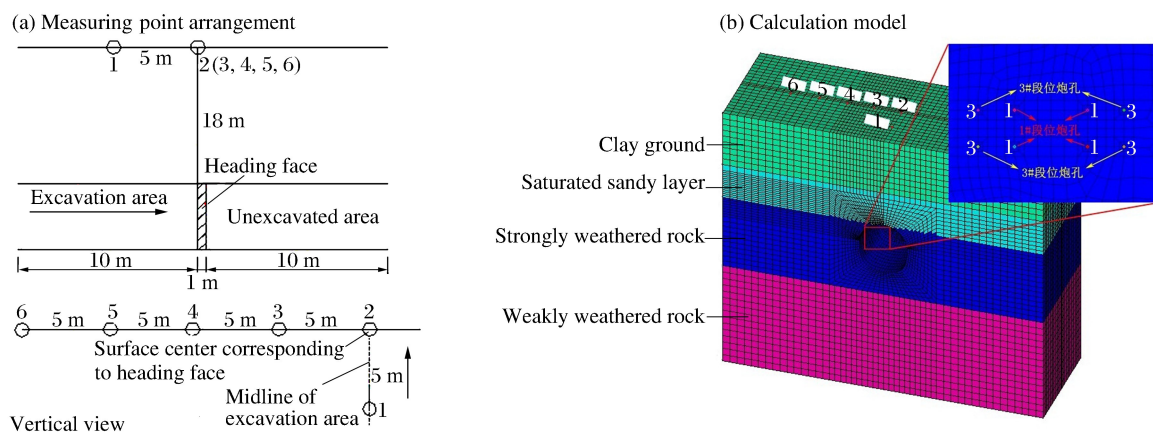 (a) Measuring point arrangement
1
5 m
2(3, 4, 5, 6)
18 m
Heading face
Excavation area
Unexcavated area
10 m
1 m
10 m
6
5 m
5
5 m
4
5 m
3
5 m
2
Surface center corresponding
to heading face
5 m
Midline of
excavation area
1
Vertical view
(b) Calculation model
6
5
4
3
2
1
Clay ground
Saturated sandy layer
Strongly weathered rock
Weakly weathered rock
3#段位炮孔
3
1
1
3
1#段位炮孔
3
1
1
3
3#段位炮孔